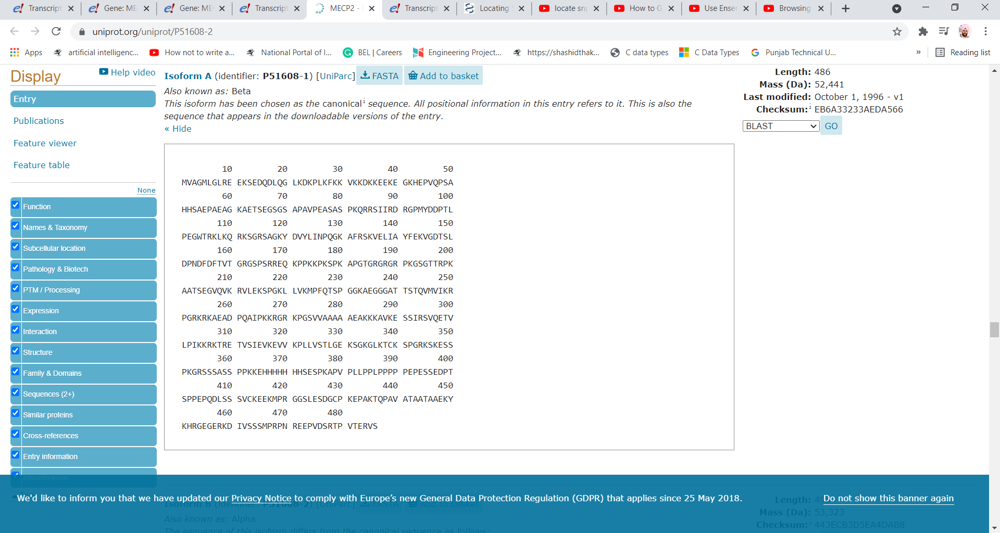 Transcript
Gene: ME
Gene: ME
Transcript
MECP2 -
Transcript
Locating
locate snp
How to G
Use Enser
Browsing
uniprot.org/uniprot/P51608-2
Apps
artificial intelligenc...
How not to write a...
National Portal of I...
BEL | Careers
Engineering Project...
https://shashidthak...
C data types
C Data Types
Punjab Technical U...
»
Reading list
Display
Help video
Entry
Publications
Feature viewer
Feature table
None
Function
Names & Taxonomy
Subcellular location
Pathology & Biotech
PTM / Processing
Expression
Interaction
Structure
Family & Domains
Sequences (2+)
Similar proteins
Cross-references
Entry information
Miscellaneous
Isoform A (identifier: P51608-1) [UniParc] FASTA Add to basket
Also known as: Beta
This isoform has been chosen as the canonical i sequence. All positional information in this entry refers to it. This is also the
sequence that appears in the downloadable versions of the entry.
« Hide
Length: 486
Mass (Da): 52,441
Last modified: October 1, 1996 - v1
Checksum: i EB6A33233AEDA566
BLAST GO
10 20 30 40 50
MVAGMLGLRE EKSEDQDLQG LKDKPLKFKK VKKDKKEEKE GKHEPVQPSA
60 70 80 90 100
HHSAEPAEAG KAETSEGSGS APAVPEASAS PKQRRSIIRD RGPMYDDPTL
110 120 130 140 150
PEGWTRKLKQ RKSGRSAGKY DVYLINPQGK AFRSKVELIA YFEKVGDTSL
160 170 180 190 200
DPNDFDFTVT GRGSPSRREQ KPPKKPKSPK APGTGRGRGR PKGSGTTRPK
210 220 230 240 250
AATSEGVQVK RVLEKSPGKL LVKMPFQTSP GGKAEGGGAT TSTQVMVIKR
260 270 280 290 300
PGRKRKAEAD PQAIPKKRGR KPGSVVAAAA AEAKKKAVKE SSIRSVQETV
310 320 330 340 350
LPIKKRKTRE TVSIEVKEVV KPLLVSTLGE KSGKGLKTCK SPGRKSKESS
360 370 380 390 400
PKGRSSSASS PPKKEHHHHH HHSESPKAPV PLLPPLPPPP PEPESSEDPT
410 420 430 440 450
SPPEPQDLSS SVCKEEKMPR GGSLESDGCP KEPAKTQPAV ATAATAAEKY
460 470 480
KHRGEGERKD IVSSSMPRPN REEPVDSRTP VTERVS
We'd like to inform you that we have updated our Privacy Notice to comply with Europe's new General Data Protection Regulation (GDPR) that applies since 25 May 2018.
Do not show this banner again
Isoform B (identifier: P51608-2) [UniParc] FASTA Add to basket
Also known as: Alpha
The sequence of this isoform differs from the canonical sequence as follows:
Length:
Mass (Da): 53,323
Checksum: i 443ECB3D5EA4DAB8